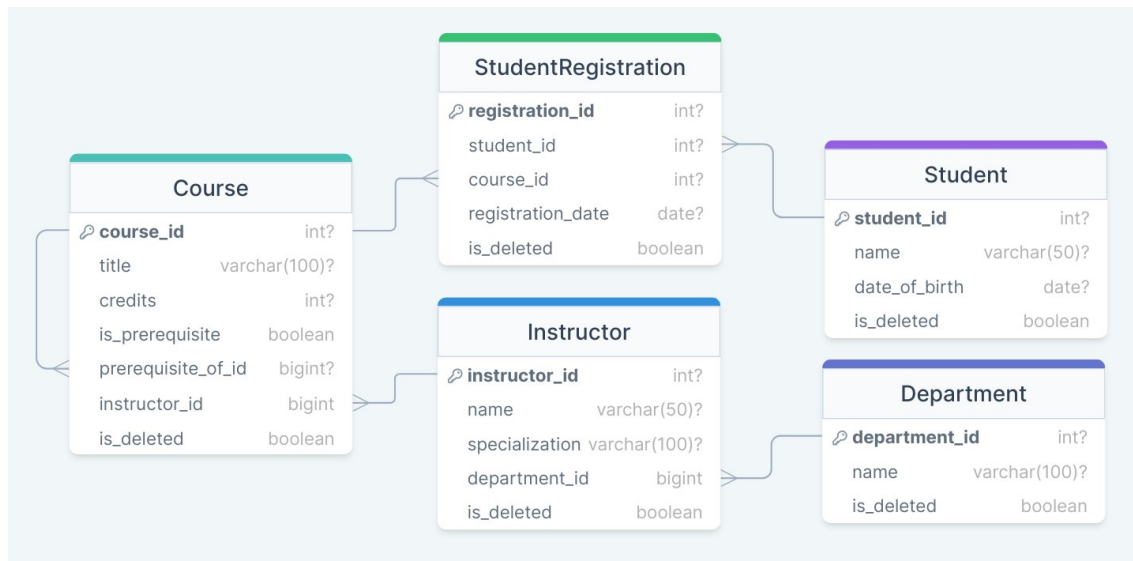 StudentRegistration
registration_id int?
student_id int?
course_id int?
registration_date date?
is_deleted boolean
Course
course_id int?
title varchar(100)?
credits int?
is_prerequisite boolean
prerequisite_of_id bigint?
instructor_id bigint
is_deleted boolean
Student
student_id int?
name varchar(50)?
date_of_birth date?
is_deleted boolean
Instructor
instructor_id int?
name varchar(50)?
specialization varchar(100)?
department_id bigint
is_deleted boolean
Department
department_id int?
name varchar(100)?
is_deleted boolean